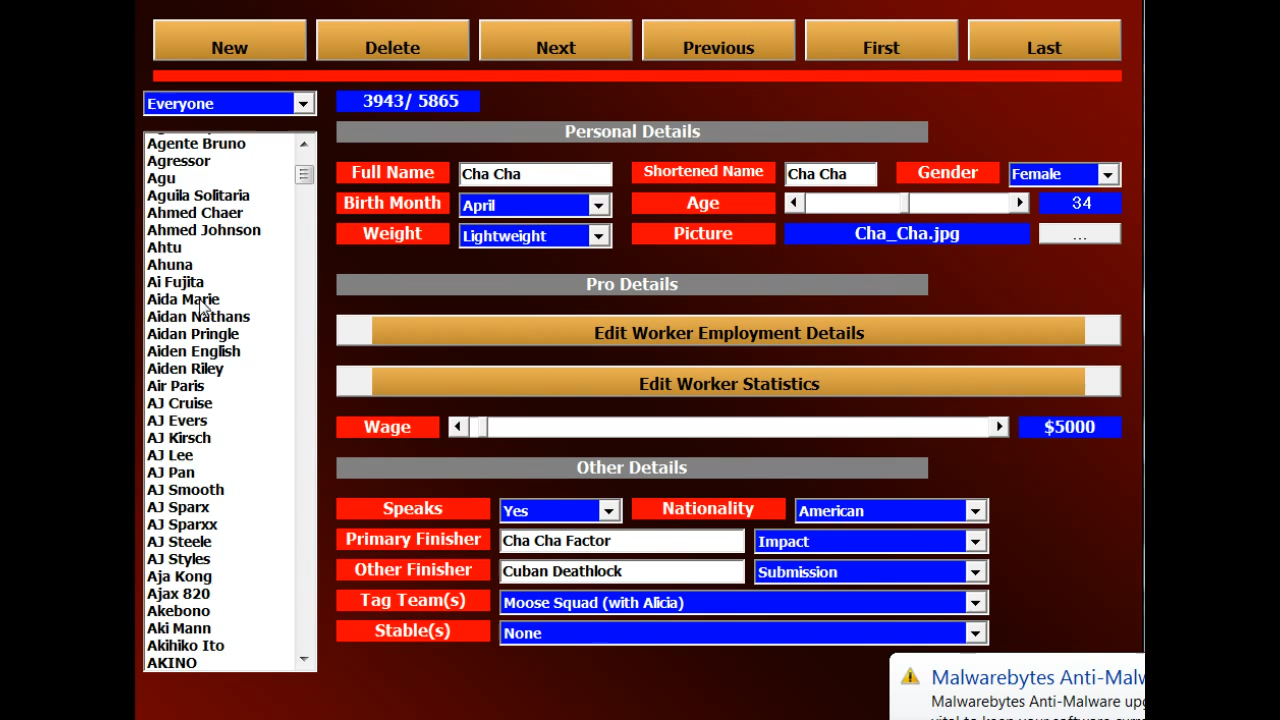 New Delete Next Previous First Last
Everyone 3943/ 5865
Personal Details
Full Name Cha Cha Shortened Name Cha Cha Gender Female
Birth Month April Age 34
Weight Lightweight Picture Cha_Cha.jpg ...
Pro Details
Edit Worker Employment Details
Edit Worker Statistics
Wage $5000
Other Details
Speaks Yes Nationality American
Primary Finisher Cha Cha Factor Impact
Other Finisher Cuban Deathlock Submission
Tag Team(s) Moose Squad (with Alicia)
Stable(s) None
Agente Bruno
Agressor
Agu
Aguila Solitaria
Ahmed Chaer
Ahmed Johnson
Ahtu
Ahuna
Ai Fujita
Aida Marie
Aidan Nathans
Aidan Pringle
Aiden English
Aiden Riley
Air Paris
AJ Cruise
AJ Evers
AJ Kirsch
AJ Lee
AJ Pan
AJ Smooth
AJ Sparx
AJ Sparxx
AJ Steele
AJ Styles
Aja Kong
Ajax 820
Akebono
Aki Mann
Akihiko Ito
AKINO
Malwarebytes Anti-Malw
Malwarebytes Anti-Malware upg